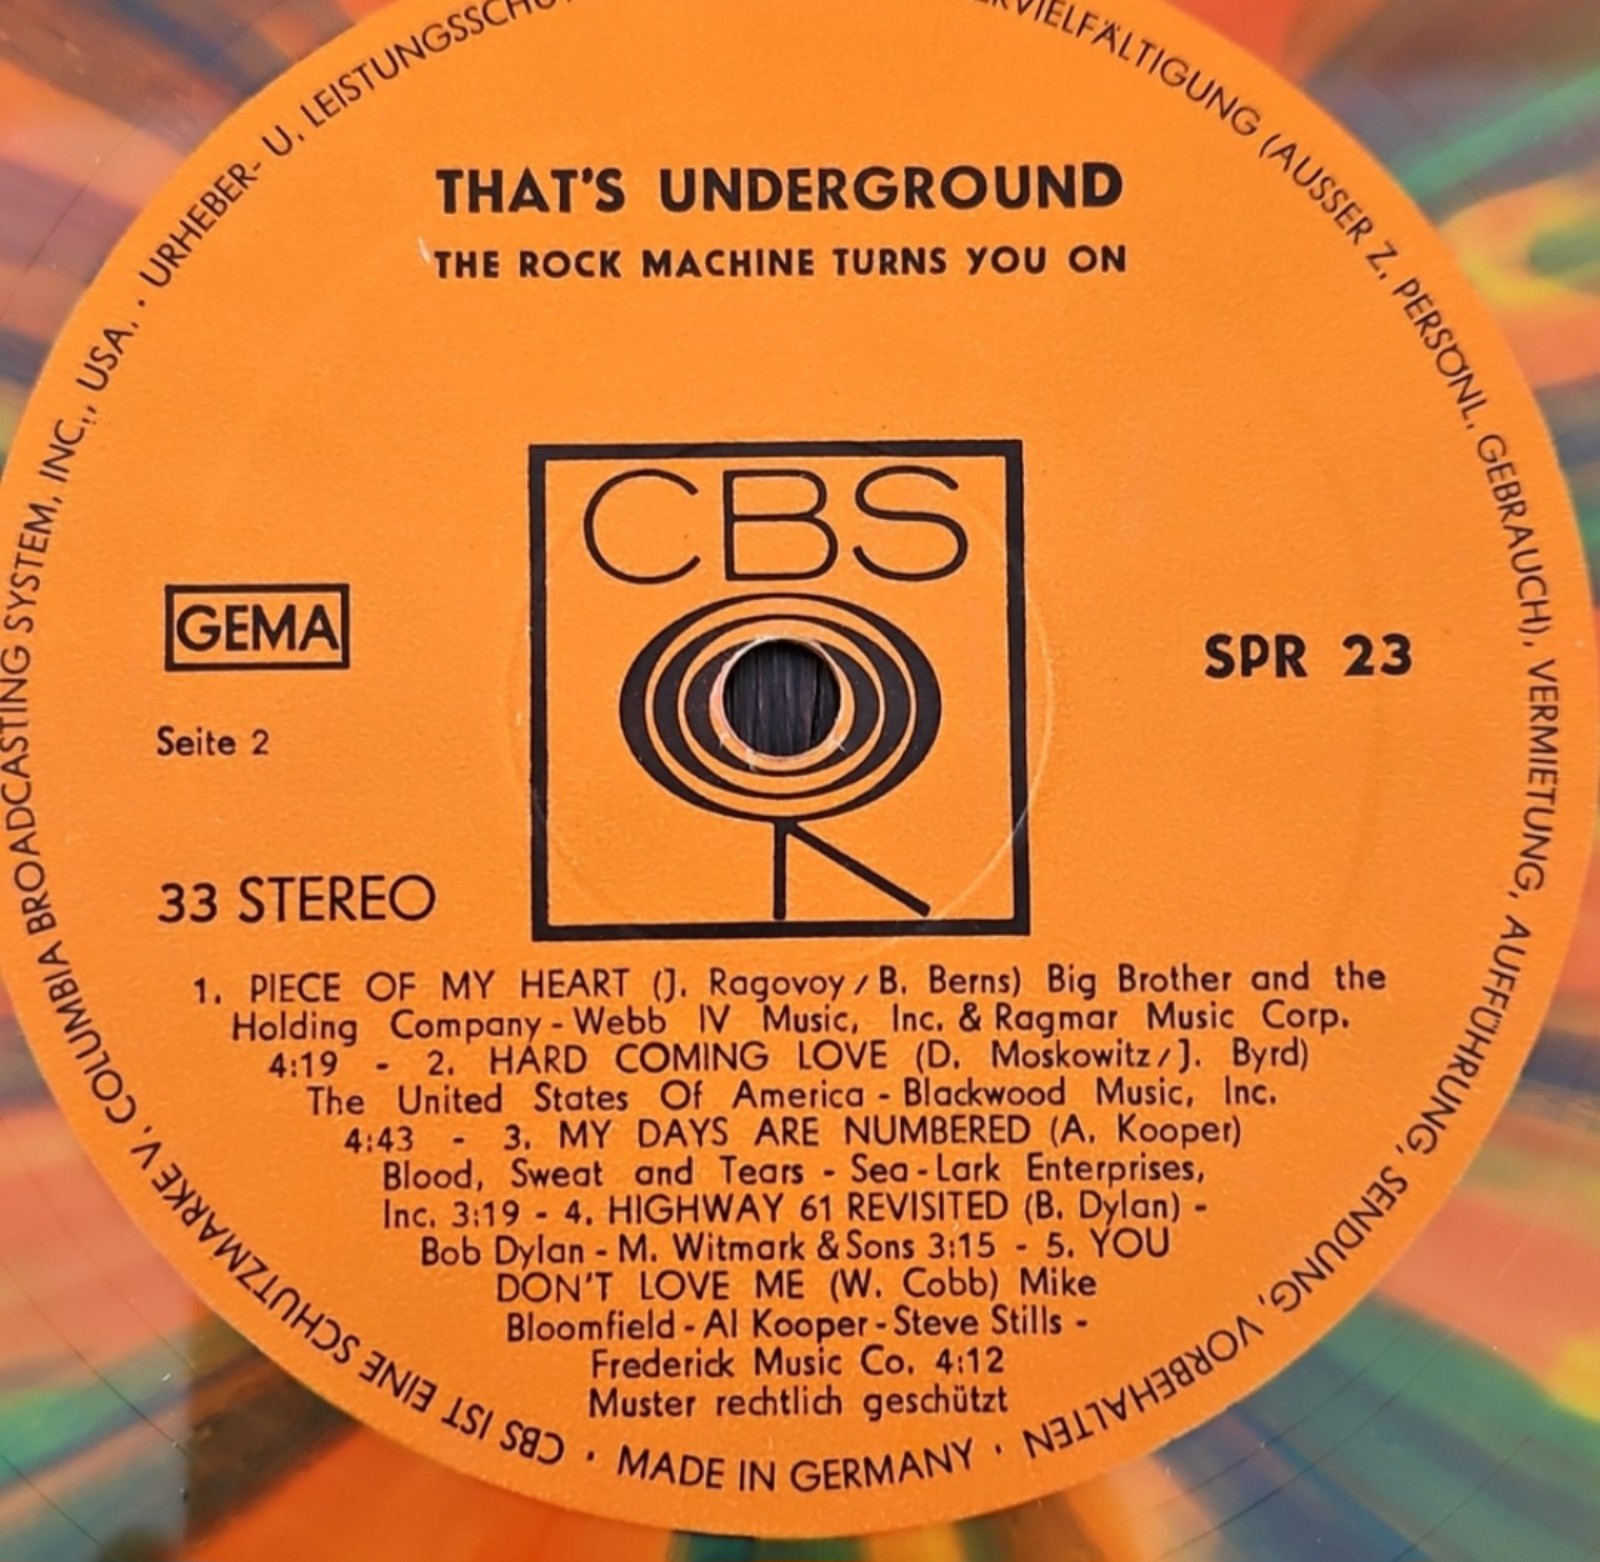 THAT'S UNDERGROUND
THE ROCK MACHINE TURNS YOU ON
CBS
GEMA
SPR 23
Seite 2
33 STEREO
1. PIECE OF MY HEART (J. Ragovoy / B. Berns) Big Brother and the
Holding Company - Webb IV Music, Inc. & Ragmar Music Corp.
4:19 - 2. HARD COMING LOVE (D. Moskowitz / J. Byrd)
The United States Of America - Blackwood Music, Inc.
4:43 - 3. MY DAYS ARE NUMBERED (A. Kooper)
Blood, Sweat and Tears - Sea - Lark Enterprises,
Inc. 3:19 - 4. HIGHWAY 61 REVISITED (B. Dylan) -
Bob Dylan - M. Witmark & Sons 3:15 - 5. YOU
DON'T LOVE ME (W. Cobb) Mike
Bloomfield - Al Kooper - Steve Stills -
Frederick Music Co. 4:12
Muster rechtlich geschützt
CBS IST EINE SCHUTZMARKE V. COLUMBIA BROADCASTING SYSTEM, INC., USA. · URHEBER- U.
(AUSSER Z. PERSÖNL. GEBRAUCH), VERMIETUNG, AUFFÜHRUNG, SENDUNG, VORBEHALTEN · MADE IN GERMANY ·